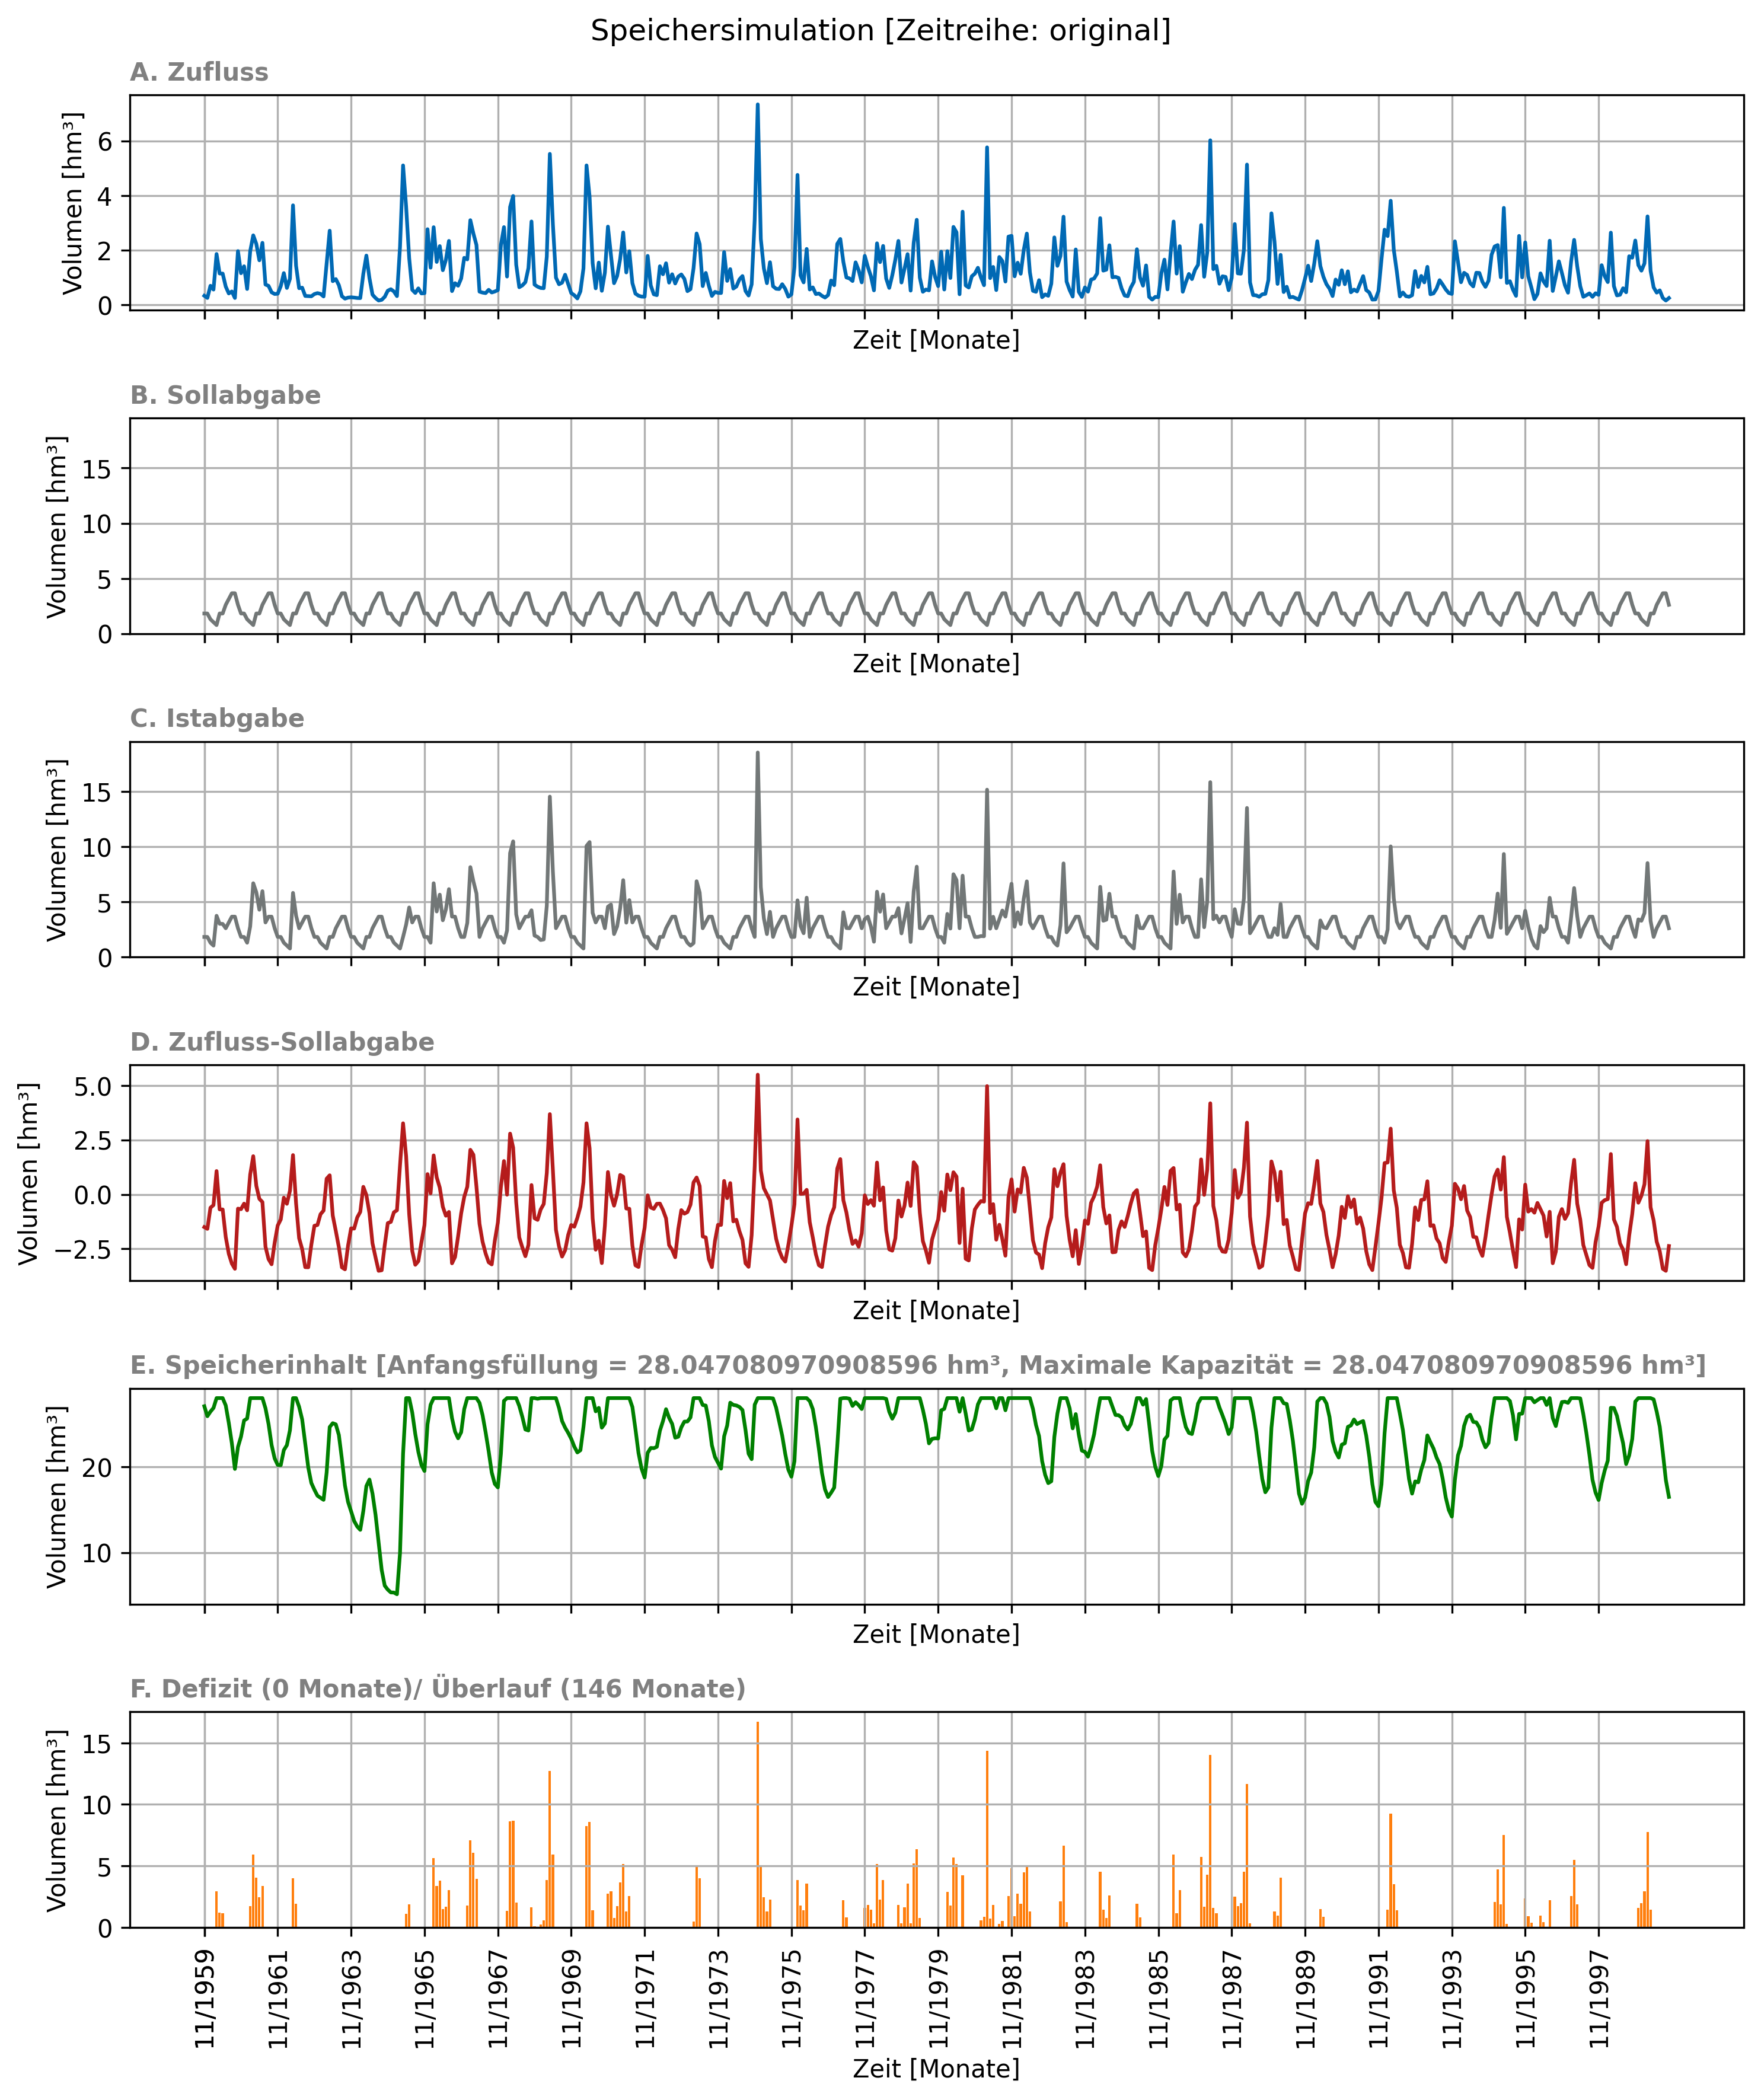 Speichersimulation [Zeitreihe: original]
A. Zufluss
Volumen [hm³]
6
4
2
0
Zeit [Monate]
B. Sollabgabe
Volumen [hm³]
15
10
5
0
Zeit [Monate]
C. Istabgabe
Volumen [hm³]
15
10
5
0
Zeit [Monate]
D. Zufluss-Sollabgabe
Volumen [hm³]
5.0
2.5
0.0
−2.5
Zeit [Monate]
E. Speicherinhalt [Anfangsfüllung = 28.047080970908596 hm³, Maximale Kapazität = 28.047080970908596 hm³]
Volumen [hm³]
20
10
Zeit [Monate]
F. Defizit (0 Monate)/ Überlauf (146 Monate)
Volumen [hm³]
15
10
5
0
11/1959
11/1961
11/1963
11/1965
11/1967
11/1969
11/1971
11/1973
11/1975
11/1977
11/1979
11/1981
11/1983
11/1985
11/1987
11/1989
11/1991
11/1993
11/1995
11/1997
Zeit [Monate]